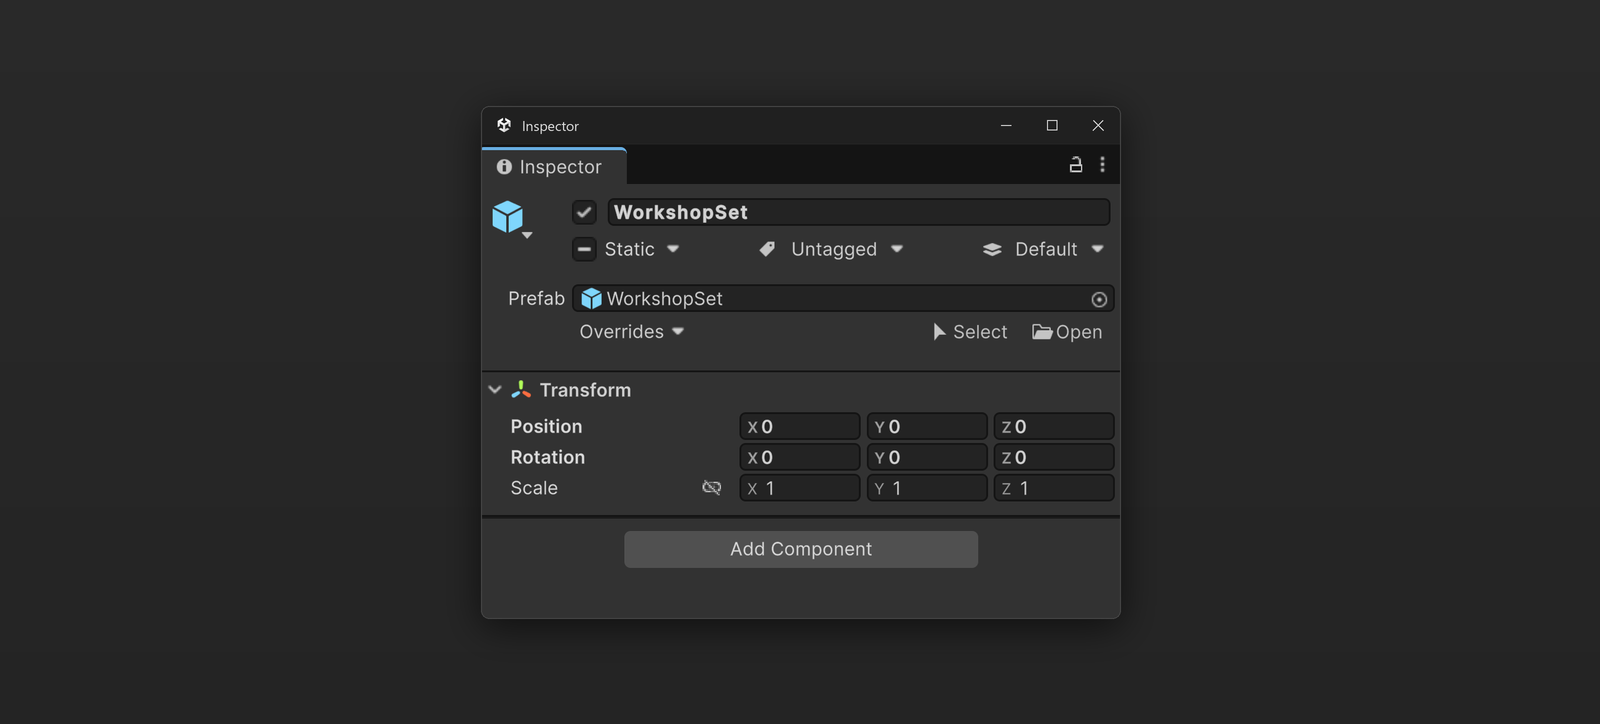 Inspector
Inspector
WorkshopSet
Static Untagged Default
Prefab WorkshopSet
Overrides Select Open
Transform
Position X 0 Y 0 Z 0
Rotation X 0 Y 0 Z 0
Scale X 1 Y 1 Z 1
Add Component